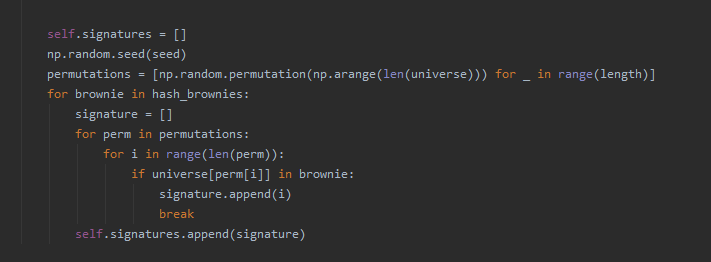 self.signatures = []
np.random.seed(seed)
permutations = [np.random.permutation(np.arange(len(universe))) for _ in range(length)]
for brownie in hash_brownies:
    signature = []
    for perm in permutations:
        for i in range(len(perm)):
            if universe[perm[i]] in brownie:
                signature.append(i)
                break
    self.signatures.append(signature)